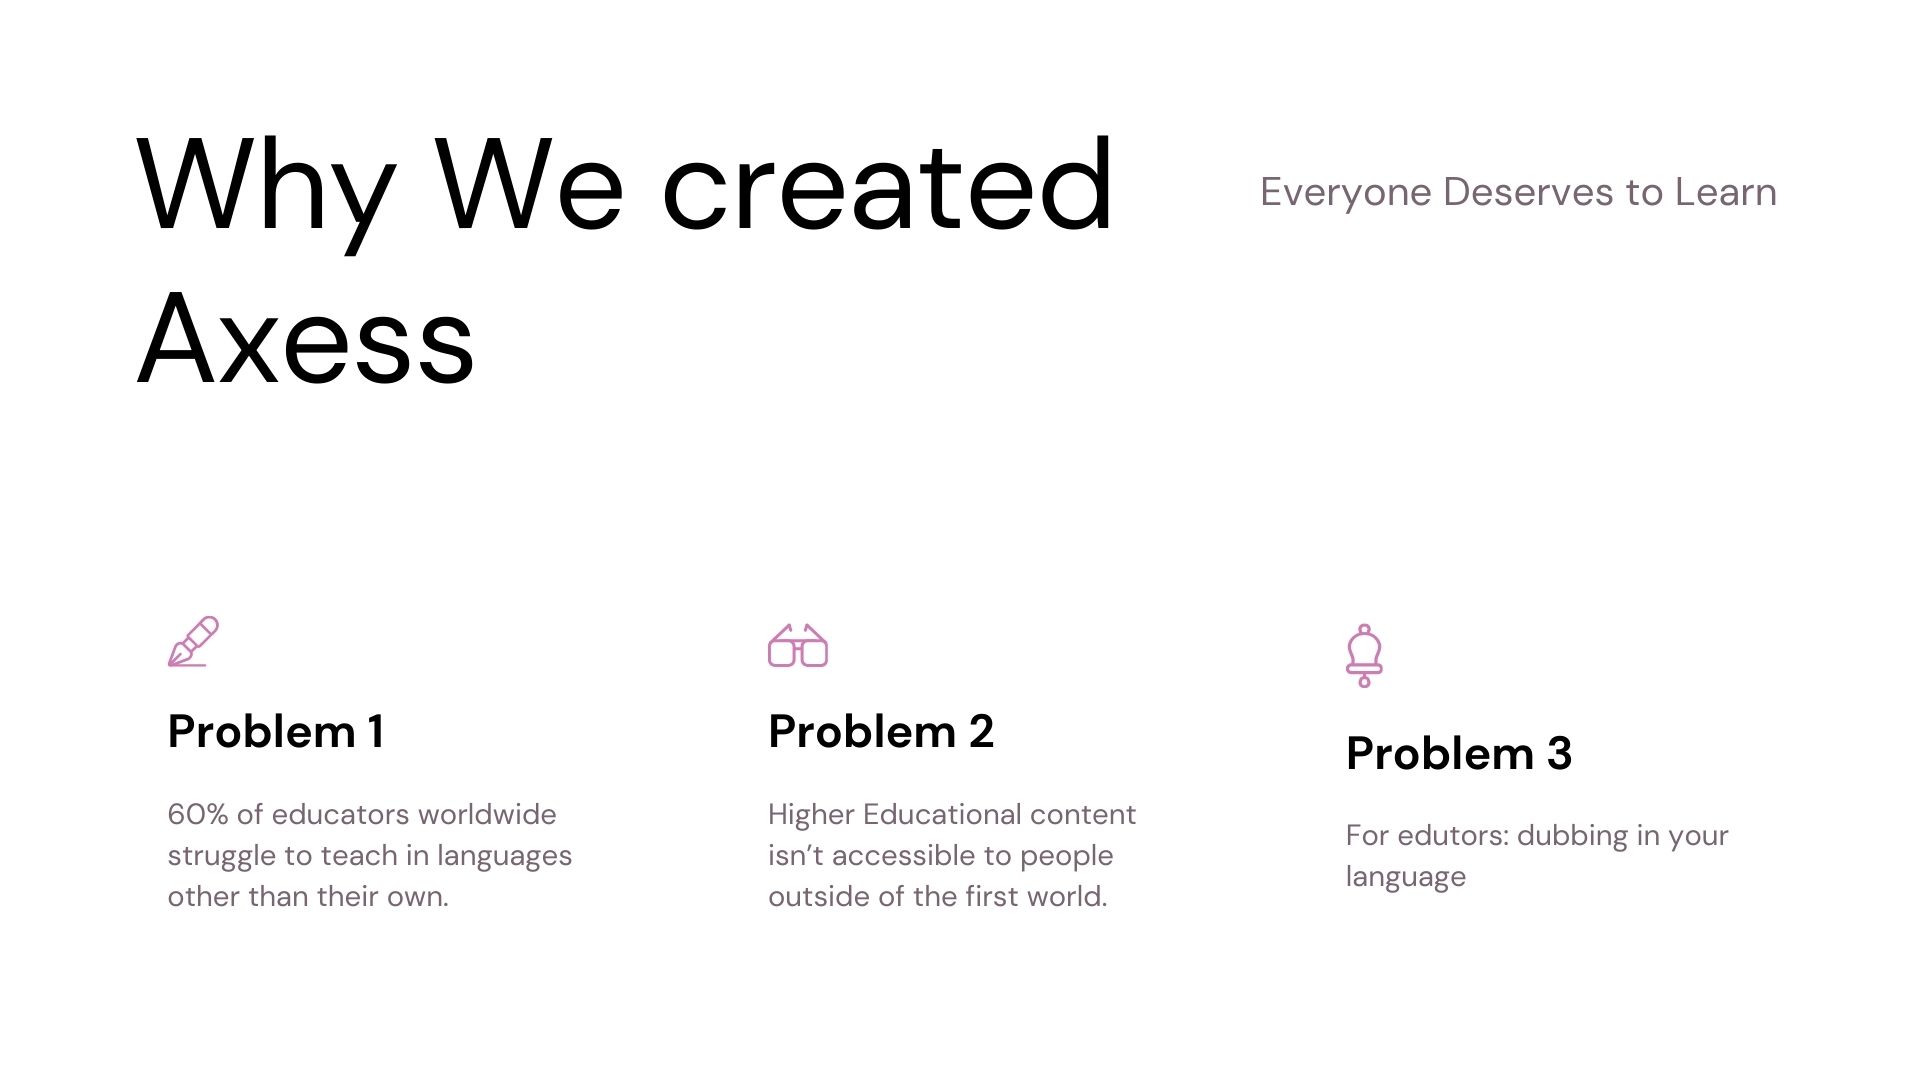 Why We created
Axess
Everyone Deserves to Learn
Problem 1
60% of educators worldwide
struggle to teach in languages
other than their own.
Problem 2
Higher Educational content
isn’t accessible to people
outside of the first world.
Problem 3
For edutors: dubbing in your
language